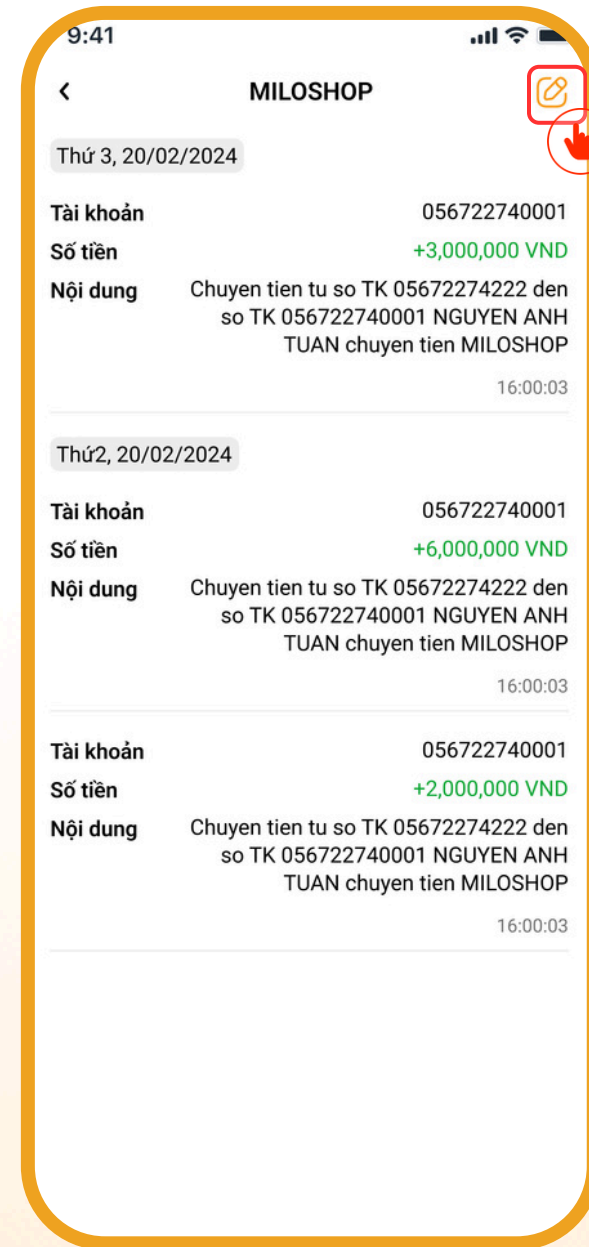 9:41
MILOSHOP
Thứ 3, 20/02/2024
Tài khoản 056722740001
Số tiền +3,000,000 VND
Nội dung Chuyen tien tu so TK 05672274222 den
so TK 056722740001 NGUYEN ANH
TUAN chuyen tien MILOSHOP
16:00:03
Thứ2, 20/02/2024
Tài khoản 056722740001
Số tiền +6,000,000 VND
Nội dung Chuyen tien tu so TK 05672274222 den
so TK 056722740001 NGUYEN ANH
TUAN chuyen tien MILOSHOP
16:00:03
Tài khoản 056722740001
Số tiền +2,000,000 VND
Nội dung Chuyen tien tu so TK 05672274222 den
so TK 056722740001 NGUYEN ANH
TUAN chuyen tien MILOSHOP
16:00:03